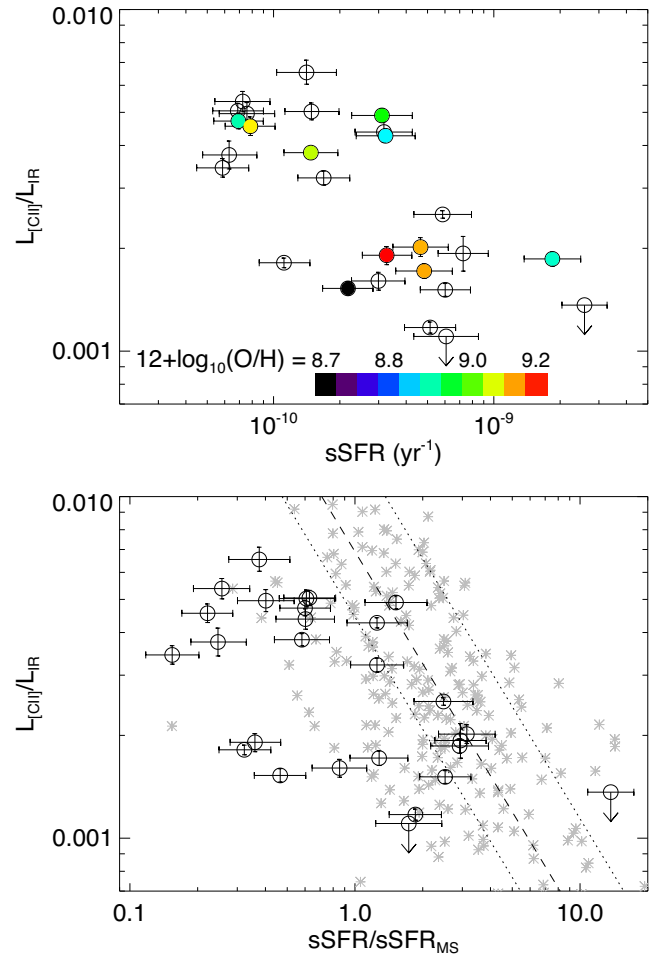 0.010
L[CII]/LIR
0.001
12+log10(O/H) = 8.7 8.8 9.0 9.2
10-10 10-9
sSFR (yr-1)
0.010
L[CII]/LIR
0.001
0.1 1.0 10.0
sSFR/sSFRMS